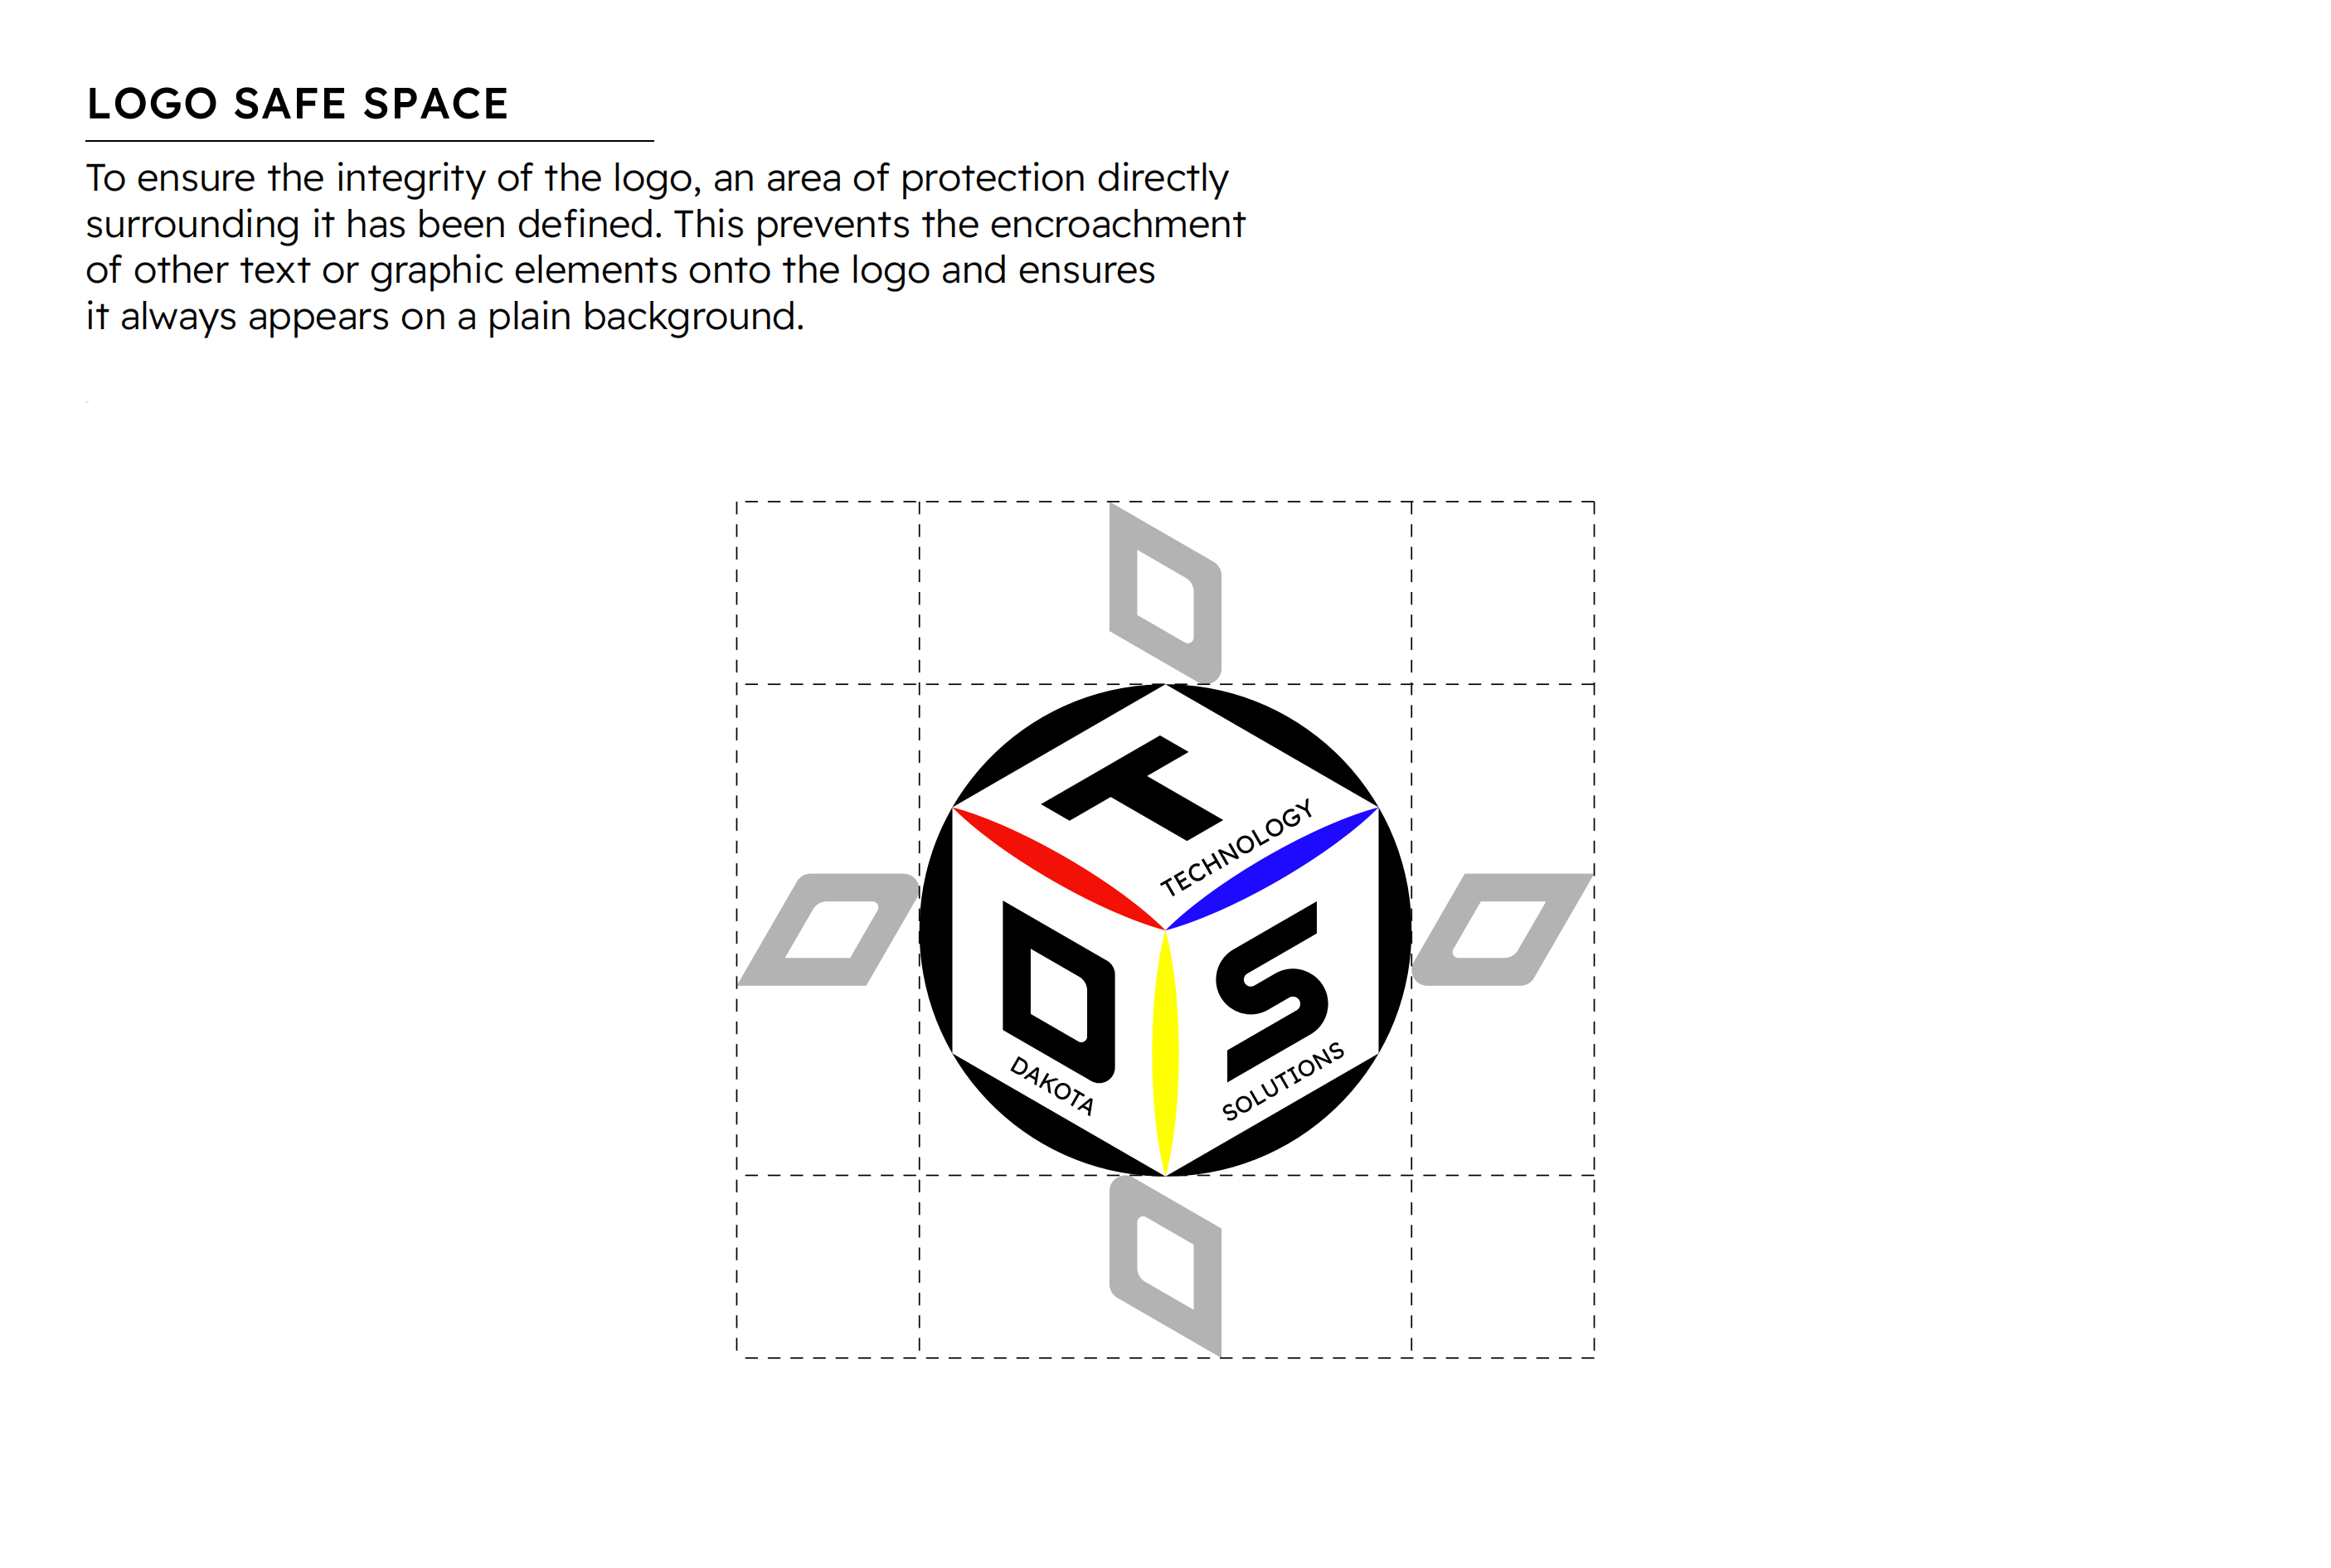 LOGO SAFE SPACE
To ensure the integrity of the logo, an area of protection directly
surrounding it has been defined. This prevents the encroachment
of other text or graphic elements onto the logo and ensures
it always appears on a plain background.
T
TECHNOLOGY
D
DAKOTA
S
SOLUTIONS